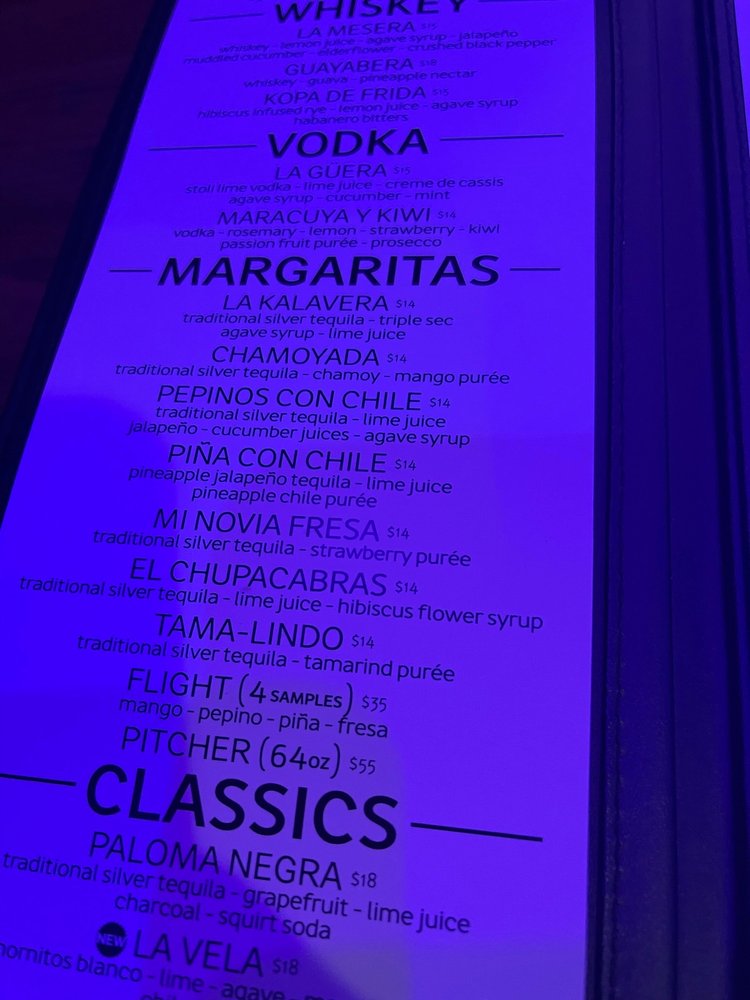 WHISKEY
LA MESERA $15
whiskey - lemon juice - agave syrup - jalapeño
muddled cucumber - elderflower - crushed black pepper
GUAYABERA $18
whiskey - guava - pineapple nectar
KOPA DE FRIDA $15
hibiscus infused rye - lemon juice - agave syrup
habanero bitters
VODKA
LA GÜERA $15
stoli lime vodka - lime juice - creme de cassis
agave syrup - cucumber - mint
MARACUYA Y KIWI $14
vodka - rosemary - lemon - strawberry - kiwi
passion fruit purée - prosecco
MARGARITAS
LA KALAVERA $14
traditional silver tequila - triple sec
agave syrup - lime juice
CHAMOYADA $14
traditional silver tequila - chamoy - mango purée
PEPINOS CON CHILE $14
traditional silver tequila - lime juice
jalapeño - cucumber juices - agave syrup
PIÑA CON CHILE $14
pineapple jalapeño tequila - lime juice
pineapple chile purée
MI NOVIA FRESA $14
traditional silver tequila - strawberry purée
EL CHUPACABRAS $14
traditional silver tequila - lime juice - hibiscus flower syrup
TAMA-LINDO $14
traditional silver tequila - tamarind purée
FLIGHT (4 SAMPLES) $35
mango - pepino - piña - fresa
PITCHER (64oz) $55
CLASSICS
PALOMA NEGRA $18
traditional silver tequila - grapefruit - lime juice
charcoal - squirt soda
NEW LA VELA $18
blanco - lime - agave -